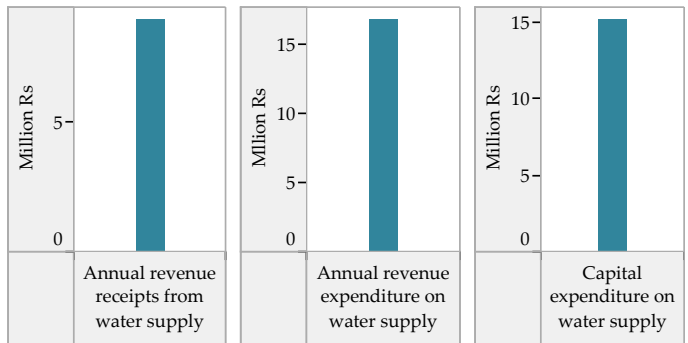 Million Rs
5
0
Annual revenue
receipts from
water supply
Mllion Rs
15
10
5
0
Annual revenue
expenditure on
water supply
Million Rs
15
10
5
0
Capital
expenditure on
water supply